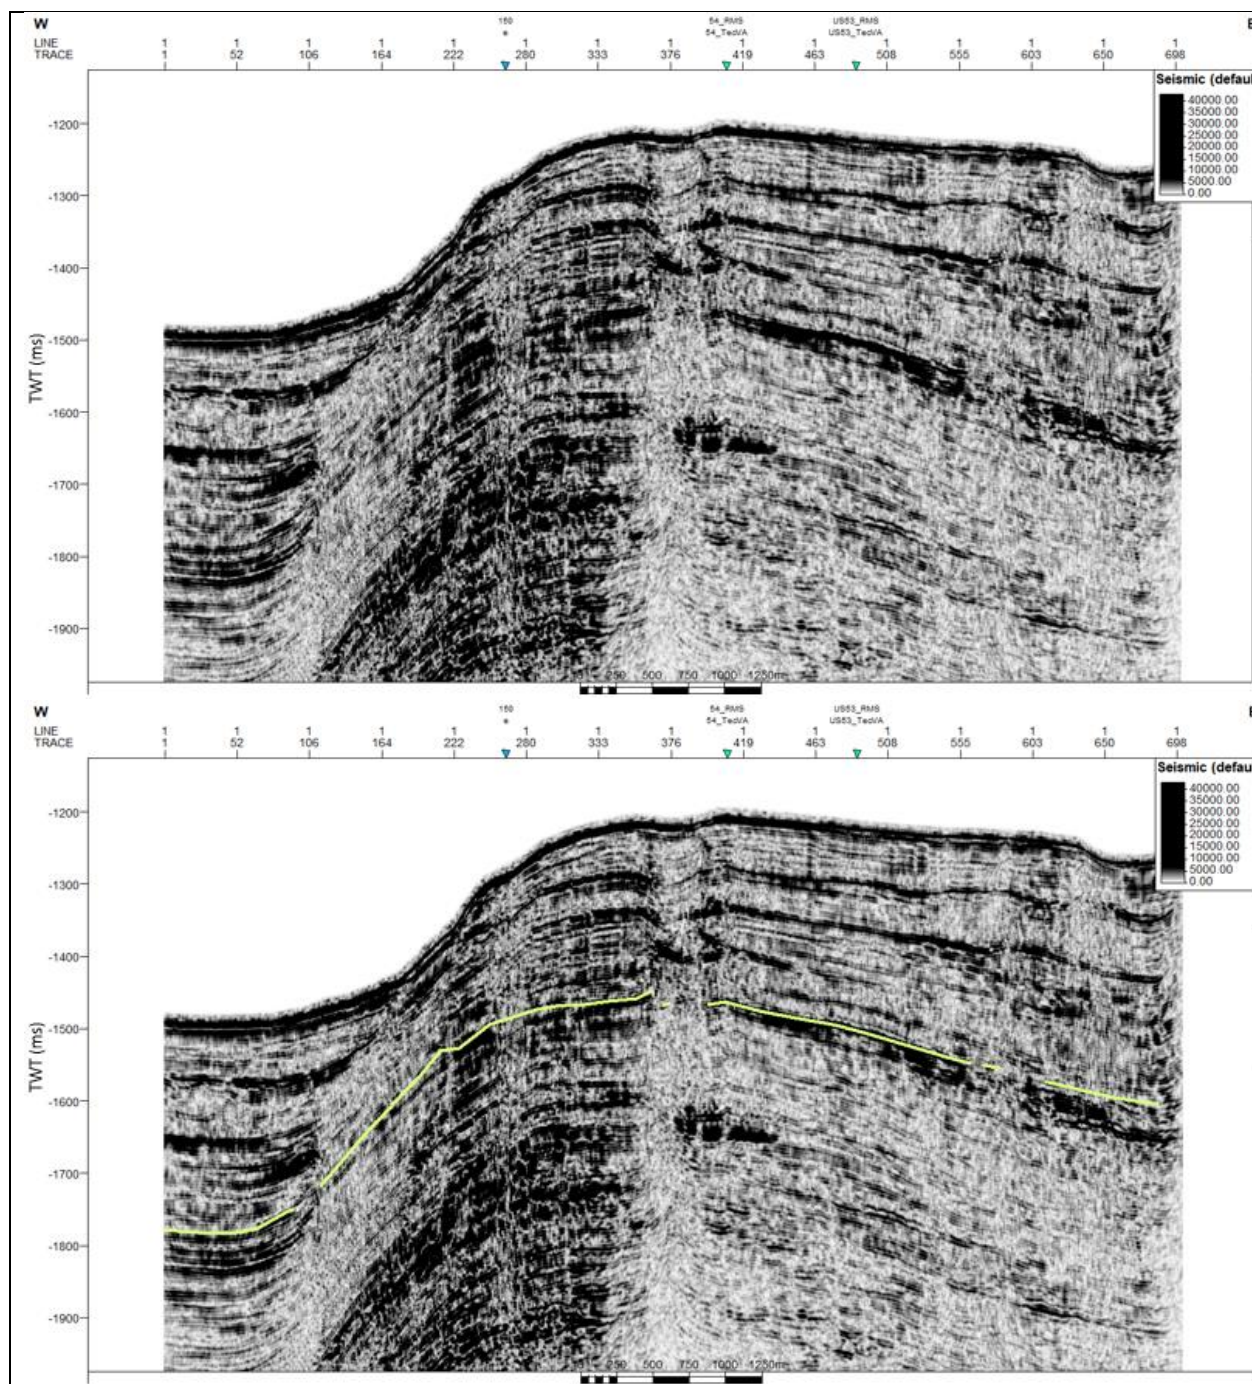 W 150 54_RMS US53_RMS E
e 54_TecVA US53_TecVA
LINE 1 1 1 1 1 1 1 1 1 1 1 1 1 1 1
TRACE 1 52 106 164 222 280 333 376 419 463 508 555 603 650 698
Seismic (defaul
40000.00
35000.00
30000.00
25000.00
20000.00
15000.00
10000.00
5000.00
0.00
-1200
-1300
-1400
-1500
-1600
-1700
-1800
-1900
TWT (ms)
250 500 750 1000 1250m
W 150 54_RMS US53_RMS E
e 54_TecVA US53_TecVA
LINE 1 1 1 1 1 1 1 1 1 1 1 1 1 1 1
TRACE 1 52 106 164 222 280 333 376 419 463 508 555 603 650 698
Seismic (defau
40000.00
35000.00
30000.00
25000.00
20000.00
15000.00
10000.00
5000.00
0.00
-1200
-1300
-1400
-1500
-1600
-1700
-1800
-1900
TWT (ms)
250 500 750 1000 1250m